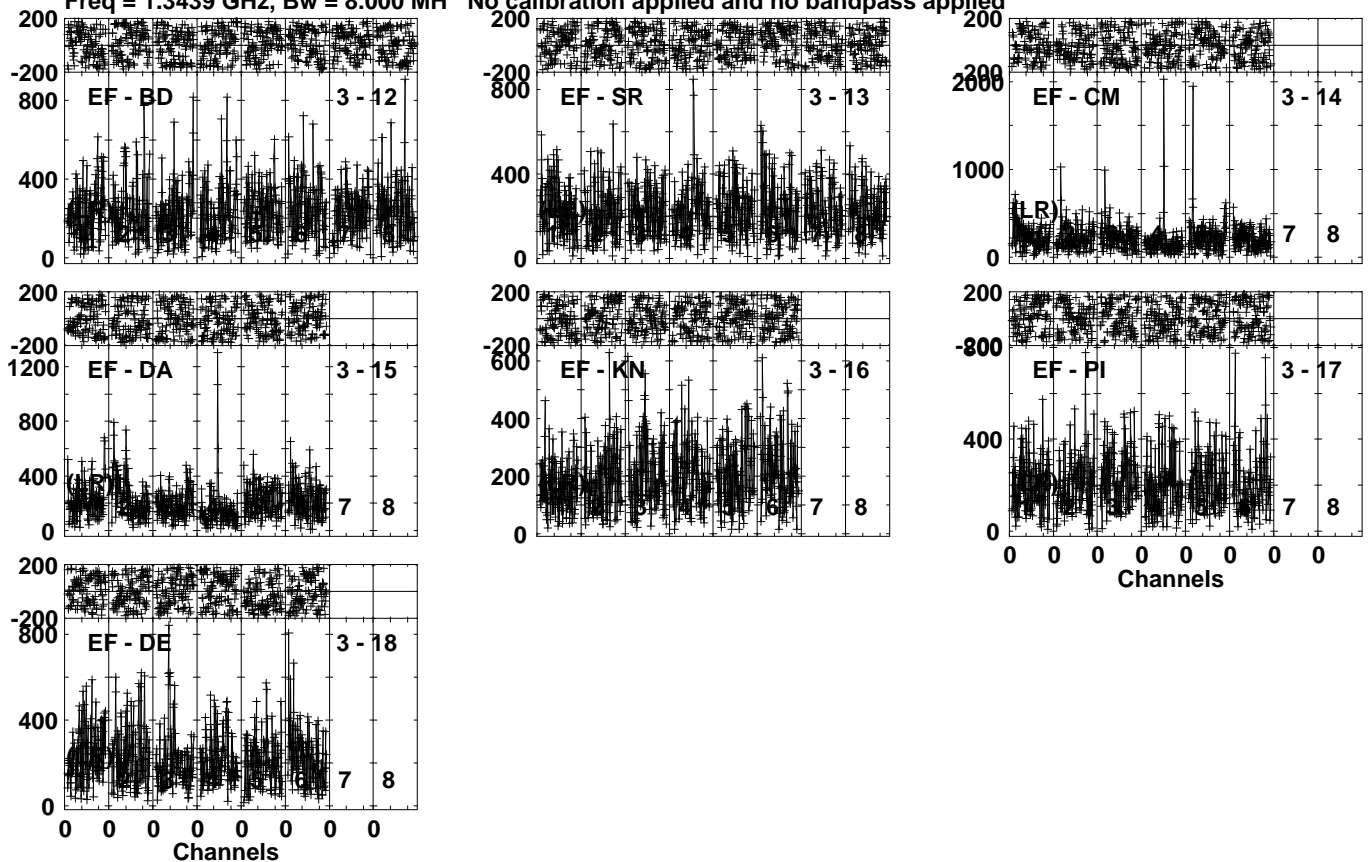 Freq = 1.3439 GHz, Bw = 8.000 MH No calibration applied and no bandpass applied
200 200 200
-200 -200 -200
EF - BD 3 - 12 EF - SR 3 - 13 EF - CM 3 - 14
800 800 2000
400 400 1000
(LR)
7 8
0 0 0
200 200 200
-200 -200 -200
EF - DA 3 - 15 EF - KN 3 - 16 EF - PI 3 - 17
1200 600 800
800 400 400
400 200
(LR)
7 8 6 7 8 7 8
0 0 0
0 0 0 0 0 0 0 0
Channels
200
-200
EF - DE 3 - 18
800
400
6 7 8
0
0 0 0 0 0 0 0 0
Channels